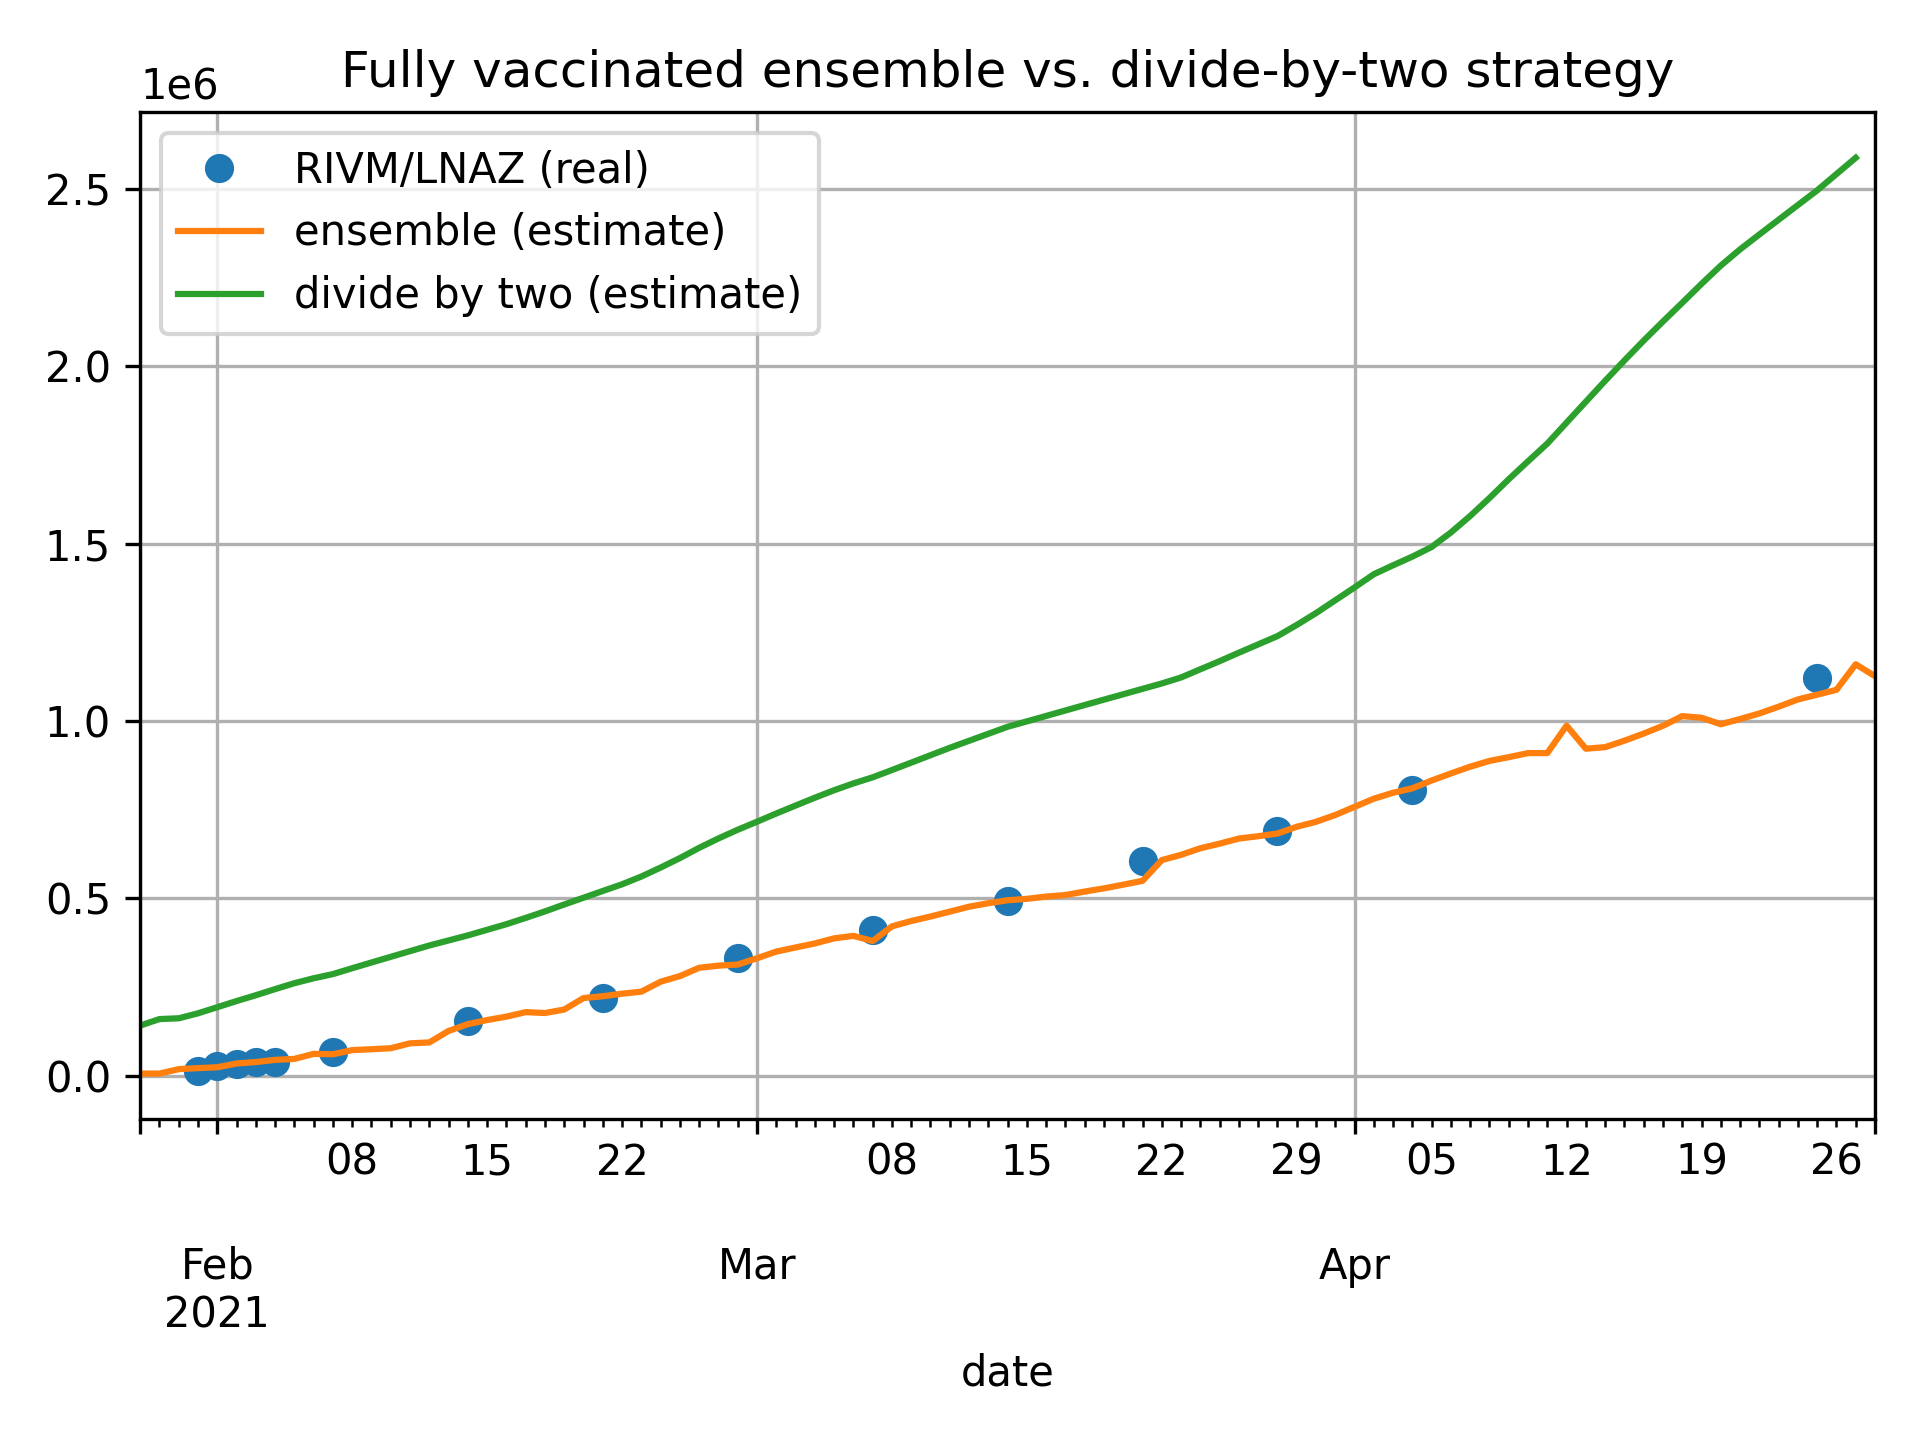 Fully vaccinated ensemble vs. divide-by-two strategy
1e6
RIVM/LNAZ (real)
ensemble (estimate)
divide by two (estimate)
2.5
2.0
1.5
1.0
0.5
0.0
08 15 22 08 15 22 29 05 12 19 26
Feb Mar Apr
2021
date